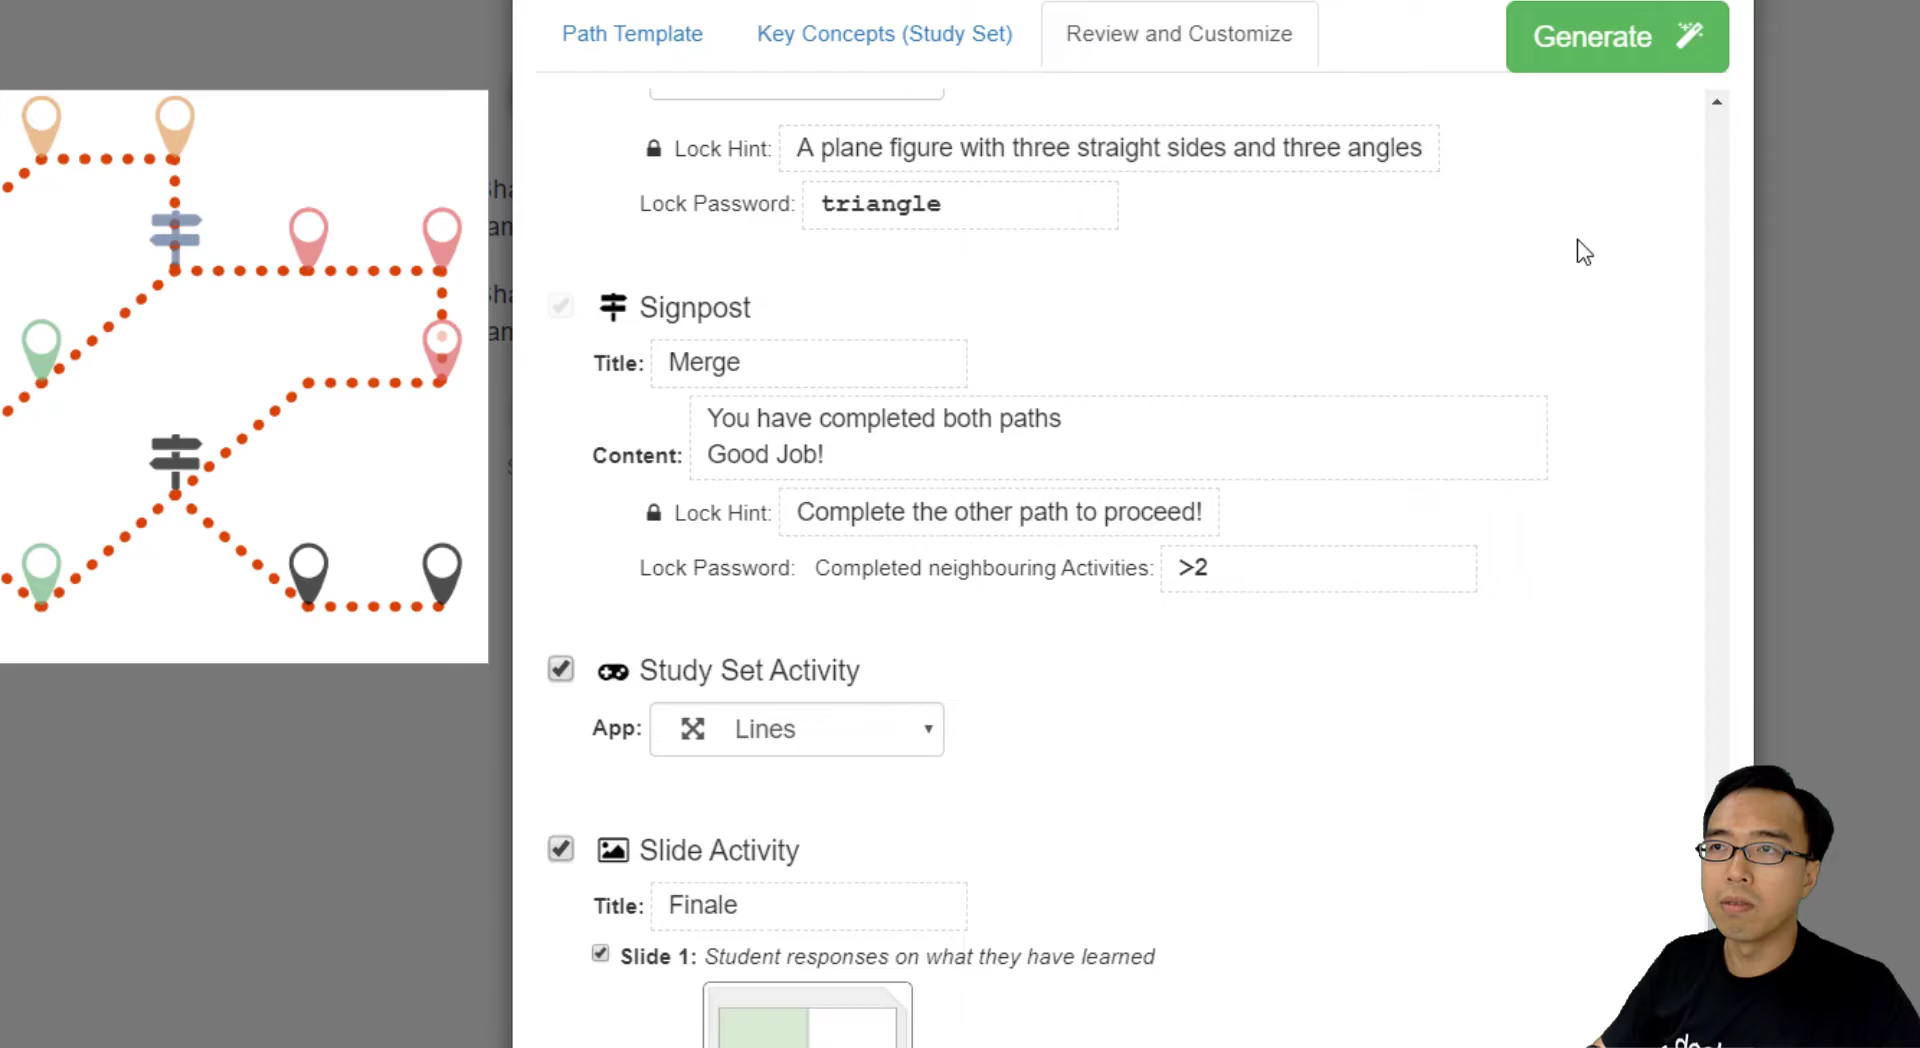 Path Template
Key Concepts (Study Set)
Review and Customize
Generate
Lock Hint: A plane figure with three straight sides and three angles
Lock Password: triangle
Signpost
Title: Merge
Content: You have completed both paths
Good Job!
Lock Hint: Complete the other path to proceed!
Lock Password: Completed neighbouring Activities: >2
Study Set Activity
App: Lines
Slide Activity
Title: Finale
Slide 1: Student responses on what they have learned